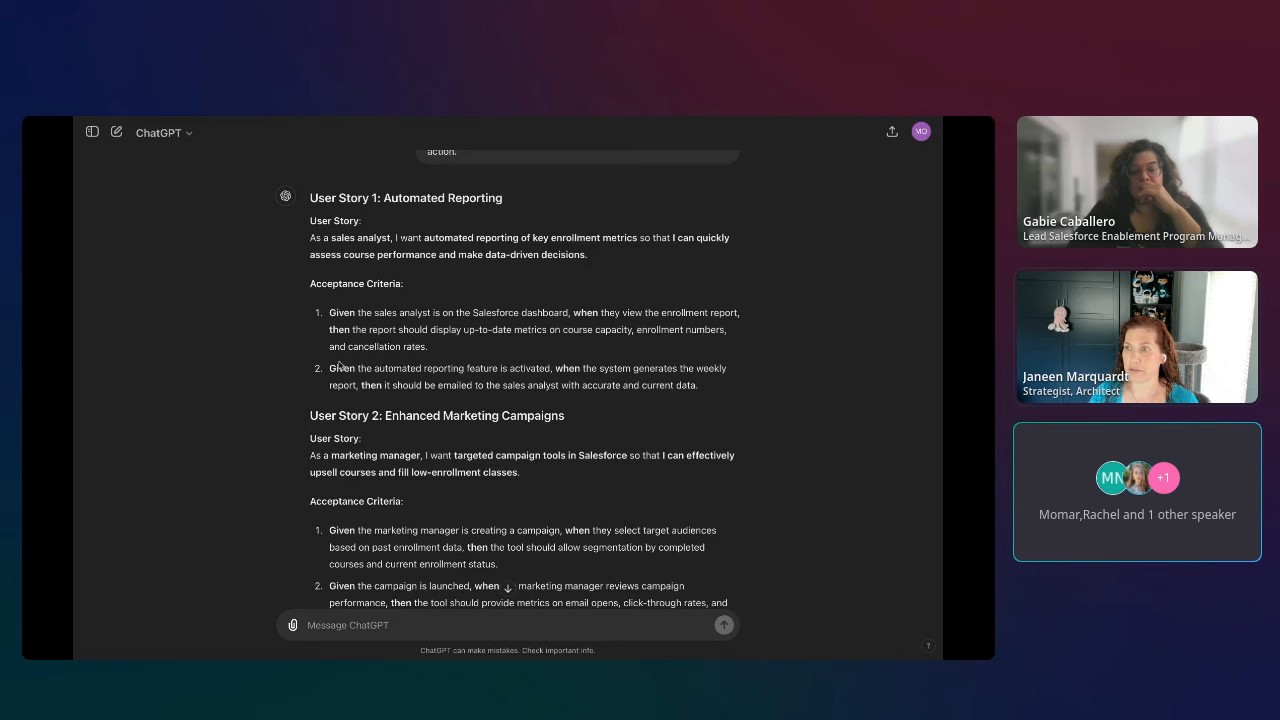 ChatGPT
MO
action.
User Story 1: Automated Reporting
User Story:
As a sales analyst, I want automated reporting of key enrollment metrics so that I can quickly
assess course performance and make data-driven decisions.
Acceptance Criteria:
1. Given the sales analyst is on the Salesforce dashboard, when they view the enrollment report,
then the report should display up-to-date metrics on course capacity, enrollment numbers,
and cancellation rates.
2. Given the automated reporting feature is activated, when the system generates the weekly
report, then it should be emailed to the sales analyst with accurate and current data.
User Story 2: Enhanced Marketing Campaigns
User Story:
As a marketing manager, I want targeted campaign tools in Salesforce so that I can effectively
upsell courses and fill low-enrollment classes.
Acceptance Criteria:
1. Given the marketing manager is creating a campaign, when they select target audiences
based on past enrollment data, then the tool should allow segmentation by completed
courses and current enrollment status.
2. Given the campaign is launched, when marketing manager reviews campaign
performance, then the tool should provide metrics on email opens, click-through rates, and
Message ChatGPT
ChatGPT can make mistakes. Check important info.
?
Gabie Caballero
Lead Salesforce Enablement Program Manag...
Janeen Marquardt
Strategist, Architect
MN
+1
Momar,Rachel and 1 other speaker